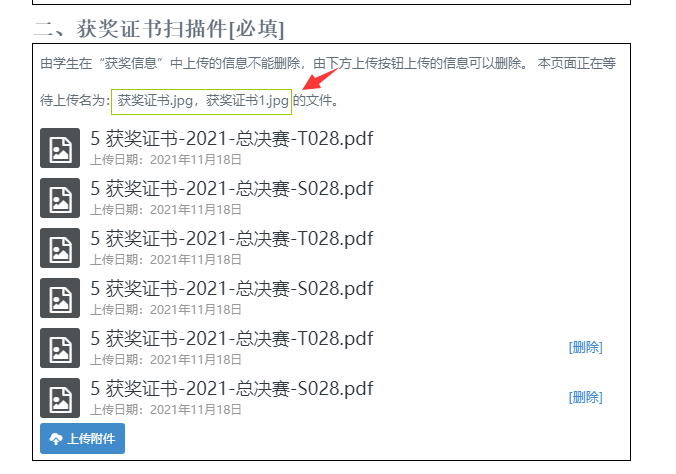 二、获奖证书扫描件[必填]
由学生在“获奖信息”中上传的信息不能删除，由下方上传按钮上传的信息可以删除。 本页面正在等
待上传名为: 获奖证书.jpg，获奖证书1.jpg 的文件。
5 获奖证书-2021-总决赛-T028.pdf
上传日期：2021年11月18日
5 获奖证书-2021-总决赛-S028.pdf
上传日期：2021年11月18日
5 获奖证书-2021-总决赛-T028.pdf
上传日期：2021年11月18日
5 获奖证书-2021-总决赛-S028.pdf
上传日期：2021年11月18日
5 获奖证书-2021-总决赛-T028.pdf
[删除]
上传日期：2021年11月18日
5 获奖证书-2021-总决赛-S028.pdf
[删除]
上传日期：2021年11月18日
上传附件